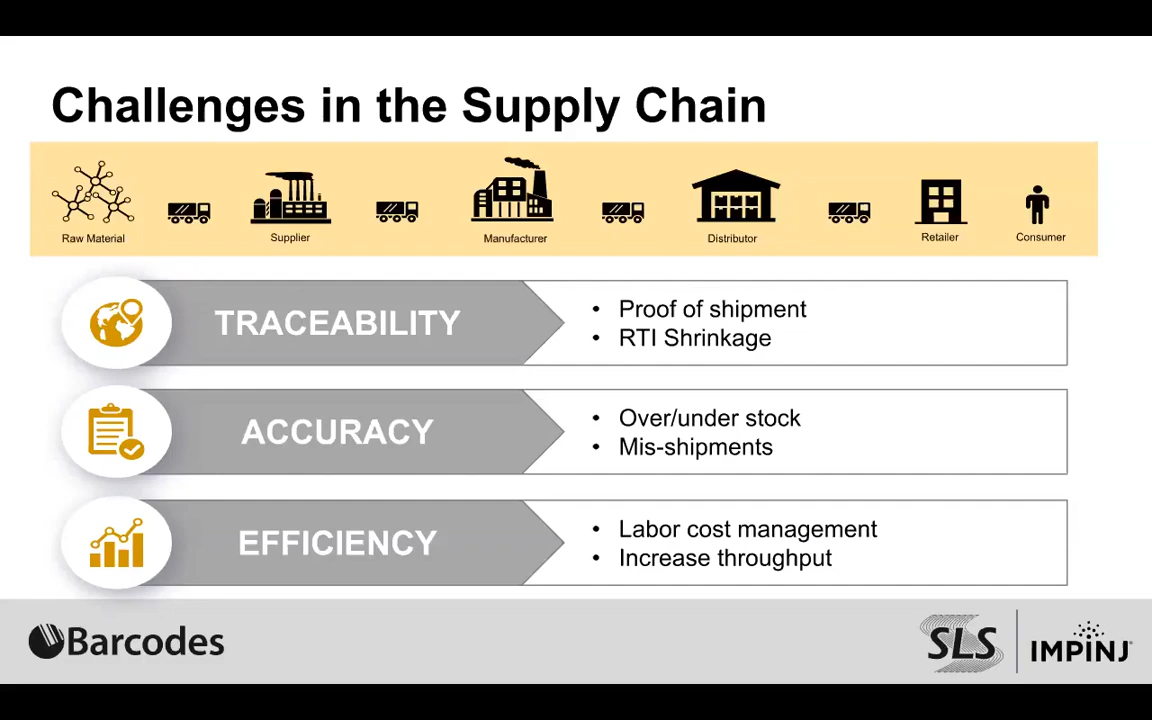 Challenges in the Supply Chain
Raw Material
Supplier
Manufacturer
Distributor
Retailer
Consumer
TRACEABILITY
• Proof of shipment
• RTI Shrinkage
ACCURACY
• Over/under stock
• Mis-shipments
EFFICIENCY
• Labor cost management
• Increase throughput
Barcodes
SLS
IMPINJ